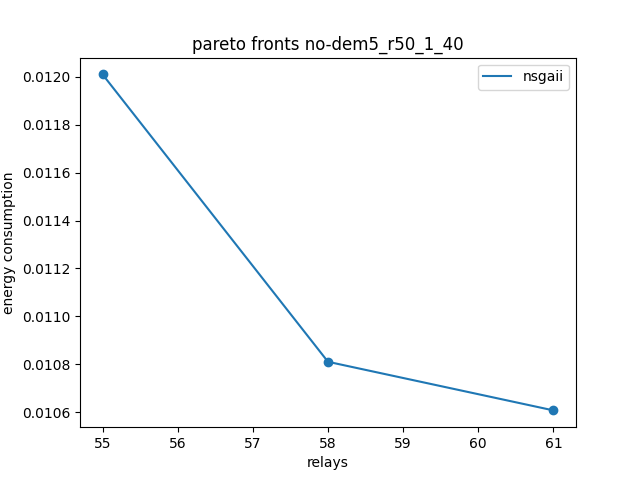 pareto fronts no-dem5_r50_1_40
nsgaii
energy consumption
0.0120
0.0118
0.0116
0.0114
0.0112
0.0110
0.0108
0.0106
55 56 57 58 59 60 61
relays